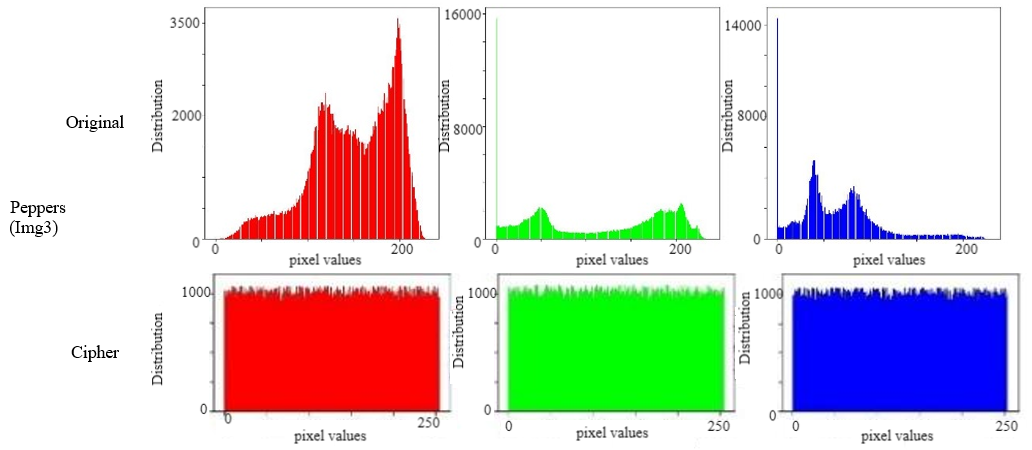 Original
Peppers
(Img3)
Distribution
3500
2000
0
0
200
pixel values
Distribution
16000
8000
0
0
200
pixel values
Distribution
14000
8000
0
0
200
pixel values
Cipher
Distribution
1000
0
0
250
pixel values
Distribution
1000
0
0
250
pixel values
Distribution
1000
0
0
250
pixel values